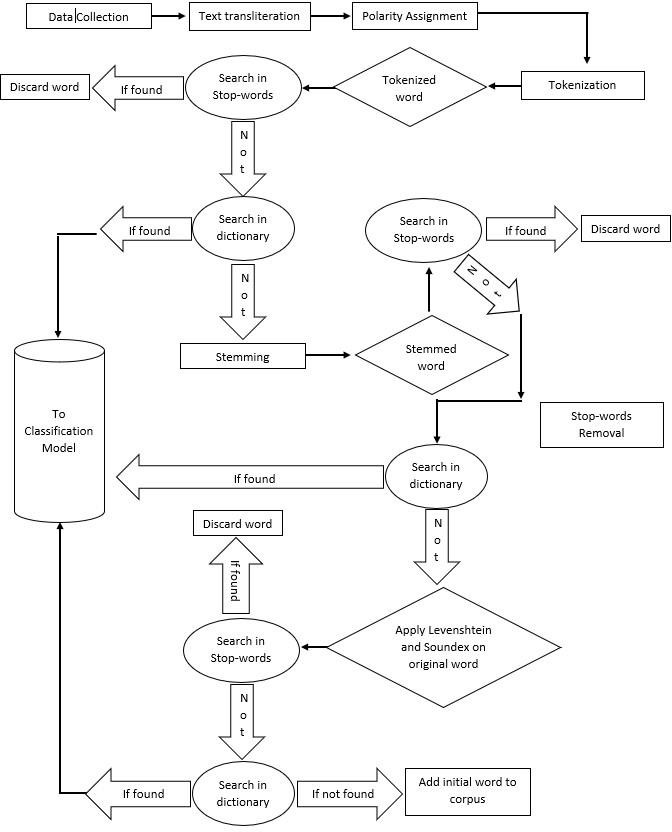 Data Collection
Text transliteration
Polarity Assignment
Tokenization
Tokenized
word
Search in
Stop-words
If found
Discard word
N
o
t
Search in
dictionary
If found
N
o
t
Stemming
Stemmed
word
Search in
Stop-words
If found
Discard word
N
o
t
Stop-words
Removal
To
Classification
Model
Search in
dictionary
If found
N
o
t
Apply Levenshtein
and Soundex on
original word
Search in
Stop-words
If found
Discard word
N
o
t
Search in
dictionary
If found
If not found
Add initial word to
corpus